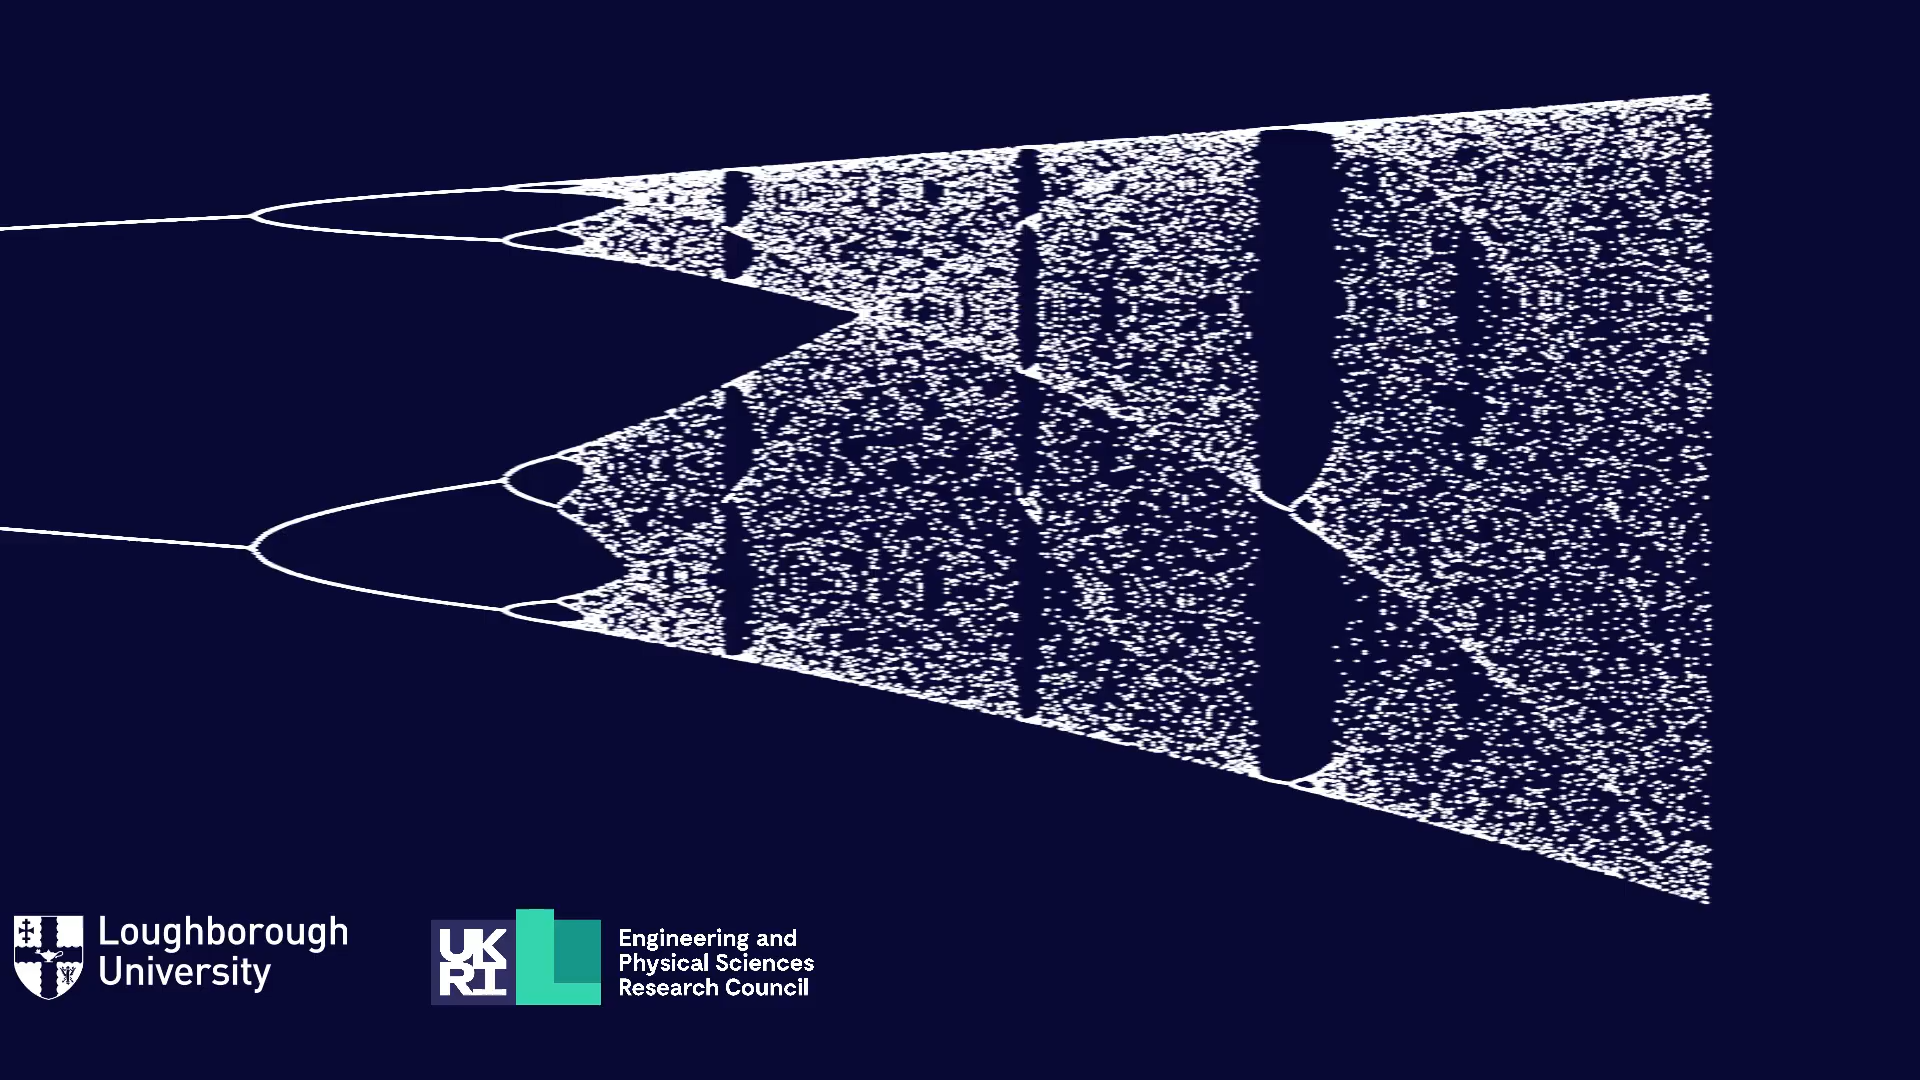 Loughborough
University
UK
RI
Engineering and
Physical Sciences
Research Council